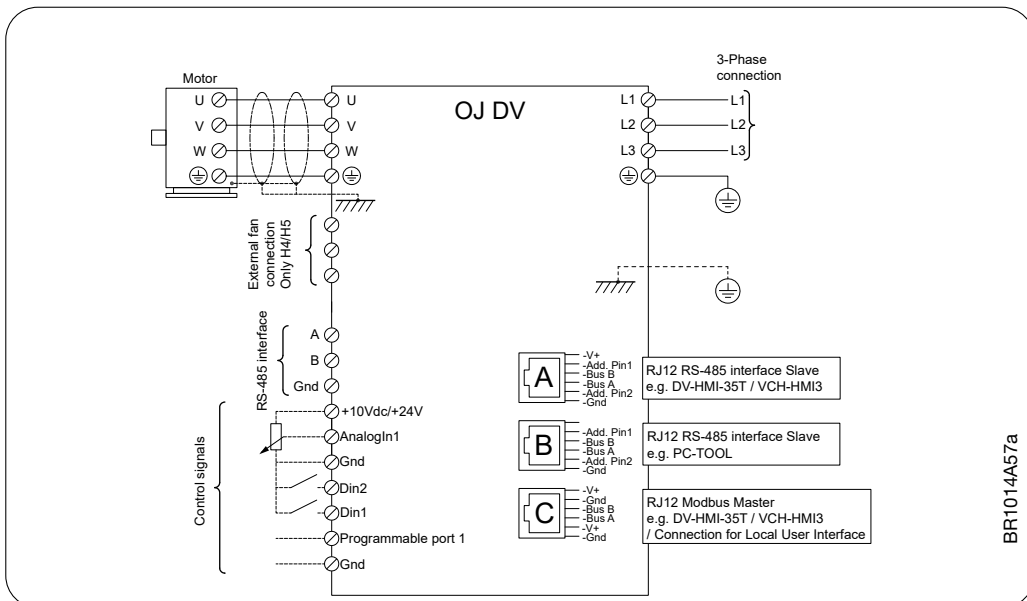 Motor
U
V
W
U
V
W
OJ DV
3-Phase
connection
L1
L2
L3
L1
L2
L3
External fan
connection
Only H4/H5
RS-485 interface
A
B
Gnd
Control signals
+10Vdc/+24V
AnalogIn1
Gnd
Din2
Din1
Programmable port 1
Gnd
A
-V+
-Add. Pin1
-Bus B
-Bus A
-Add. Pin2
-Gnd
RJ12 RS-485 interface Slave
e.g. DV-HMI-35T / VCH-HMI3
B
-Add. Pin1
-Bus B
-Bus A
-Add. Pin2
-Gnd
RJ12 RS-485 interface Slave
e.g. PC-TOOL
C
-V+
-Gnd
-Bus B
-Bus A
-V+
-Gnd
RJ12 Modbus Master
e.g. DV-HMI-35T / VCH-HMI3
/ Connection for Local User Interface
BR1014A57a